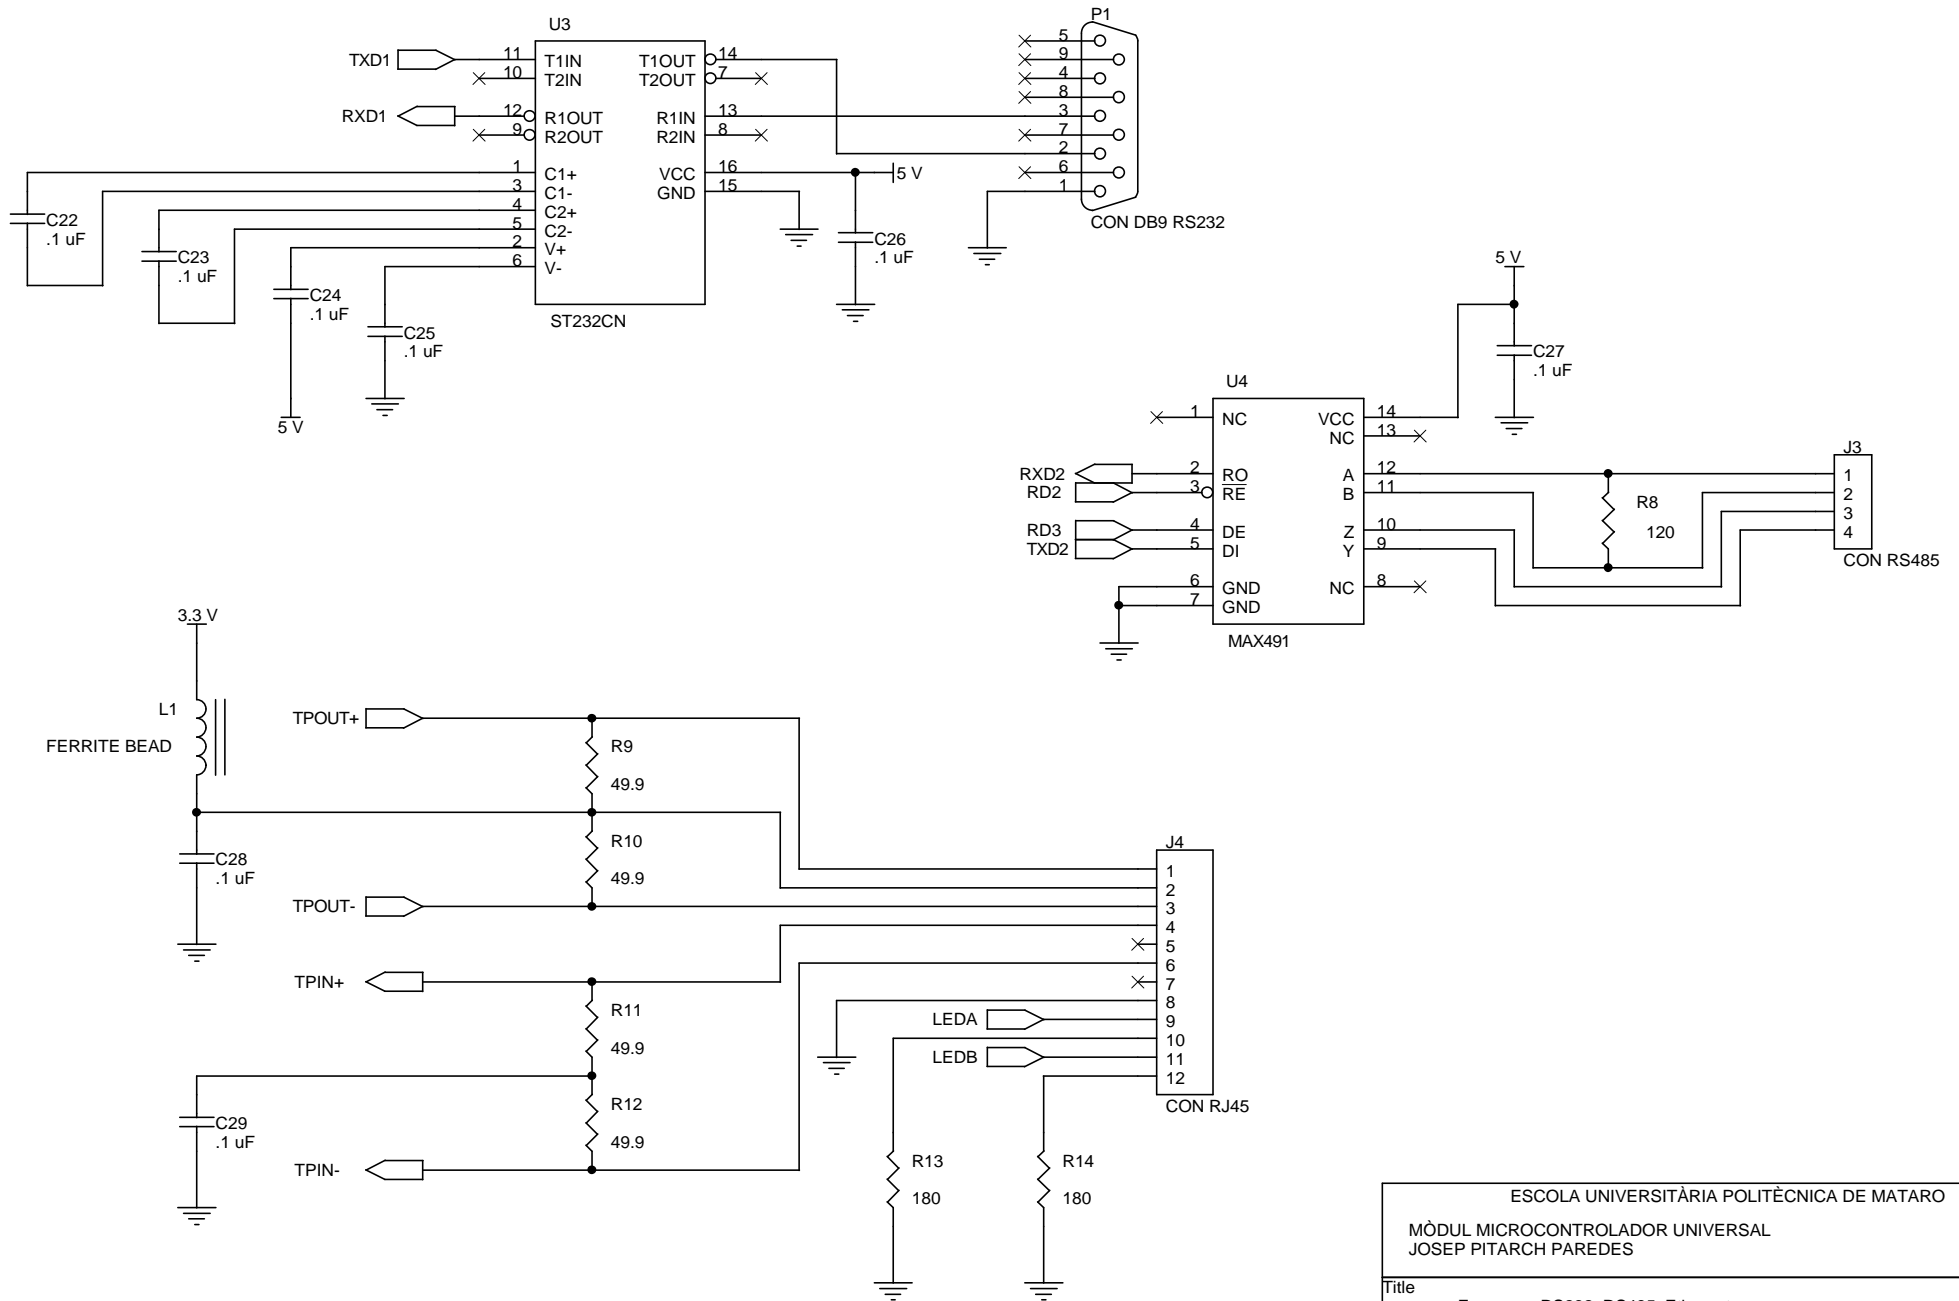 U3
P1
TXD1
11
T1IN
T1OUT
14
10
T2IN
T2OUT
7
RXD1
12
R1OUT
R1IN
13
9
R2OUT
R2IN
8
1
C1+
VCC
16
5 V
3
C1-
GND
15
4
C2+
5
C2-
2
V+
6
V-
ST232CN
5
9
4
8
3
7
2
6
1
CON DB9 RS232
C22
.1 uF
C23
.1 uF
C24
.1 uF
5 V
C25
.1 uF
C26
.1 uF
5 V
C27
.1 uF
U4
1
NC
VCC
14
NC
13
RXD2
2
RO
A
12
RD2
3
RE
B
11
RD3
4
DE
Z
10
TXD2
5
DI
Y
9
6
GND
NC
8
7
GND
MAX491
R8
120
J3
1
2
3
4
CON RS485
3.3 V
L1
FERRITE BEAD
TPOUT+
R9
49.9
R10
49.9
C28
.1 uF
TPOUT-
TPIN+
R11
49.9
R12
49.9
C29
.1 uF
TPIN-
J4
1
2
3
4
5
6
7
8
9
10
11
12
CON RJ45
LEDA
LEDB
R13
180
R14
180
ESCOLA UNIVERSITÀRIA POLITÈCNICA DE MATARO
MÒDUL MICROCONTROLADOR UNIVERSAL
JOSEP PITARCH PAREDES
Title